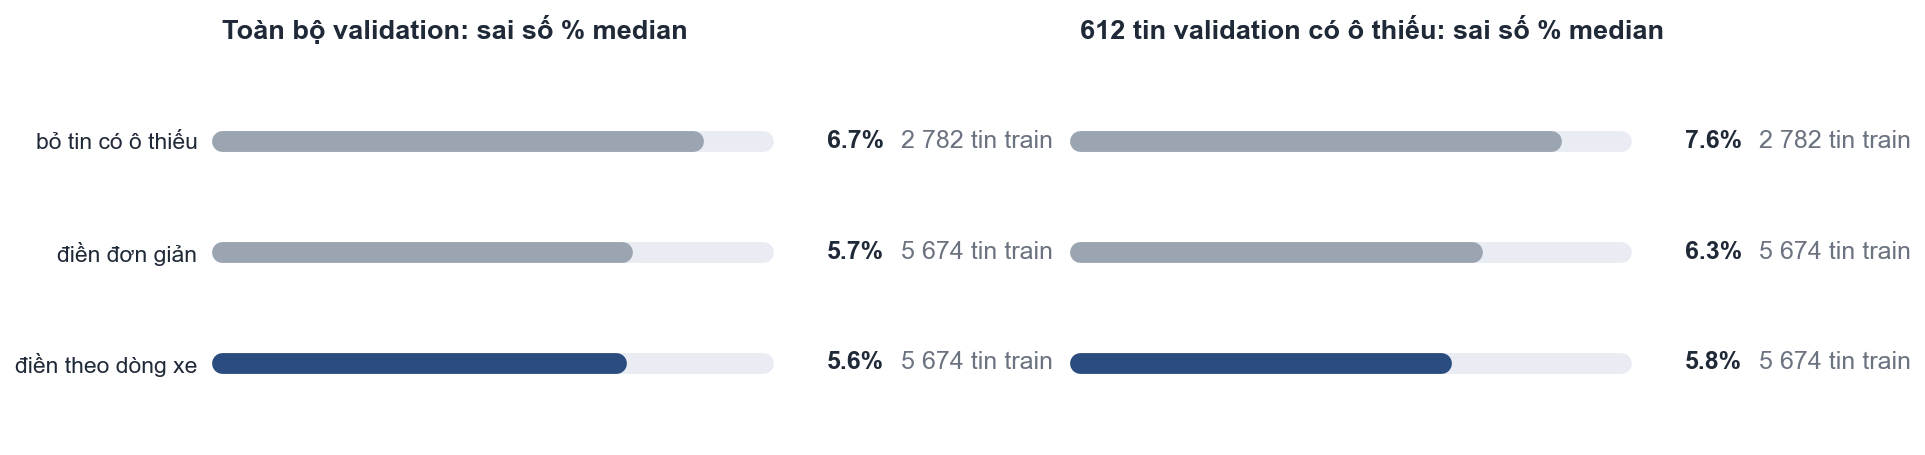 Toàn bộ validation: sai số % median
bỏ tin có ô thiếu 6.7% 2 782 tin train
điền đơn giản 5.7% 5 674 tin train
điền theo dòng xe 5.6% 5 674 tin train
612 tin validation có ô thiếu: sai số % median
7.6% 2 782 tin train
6.3% 5 674 tin train
5.8% 5 674 tin train